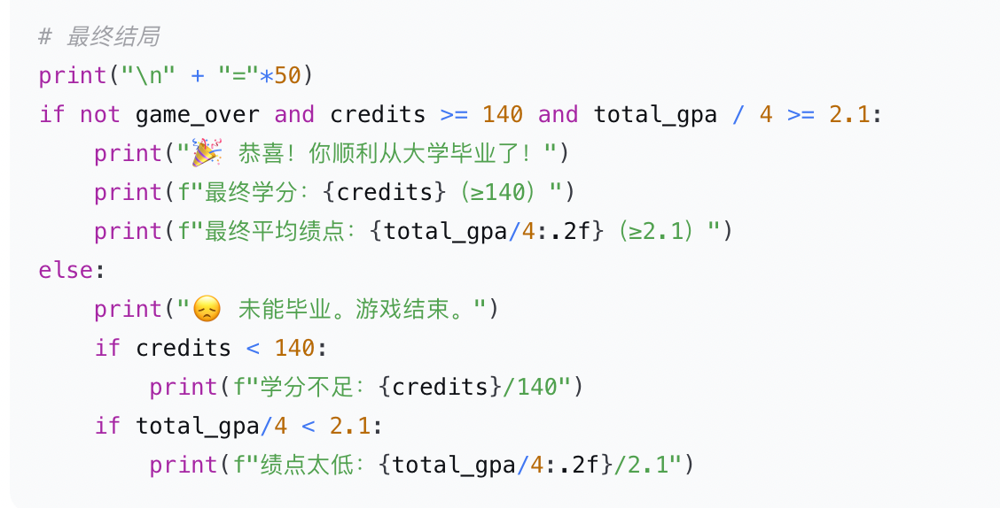 # 最终结局
print("\n" + "="*50)
if not game_over and credits >= 140 and total_gpa / 4 >= 2.1:
    print("🎉 恭喜！你顺利从大学毕业了！")
    print(f"最终学分：{credits}（≥140）")
    print(f"最终平均绩点：{total_gpa/4:.2f}（≥2.1）")
else:
    print("😞 未能毕业。游戏结束。")
    if credits < 140:
        print(f"学分不足：{credits}/140")
    if total_gpa/4 < 2.1:
        print(f"绩点太低：{total_gpa/4:.2f}/2.1")